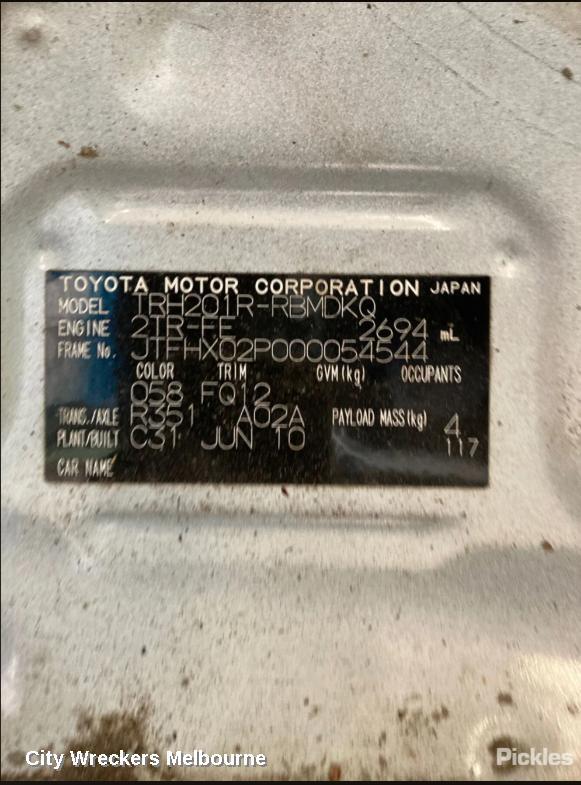 TOYOTA MOTOR CORPORATION JAPAN
MODEL TRH201R-RBMDKQ
ENGINE 2TR-FE 2694 mL
FRAME No. JTFHX02P000054544
COLOR TRIM GVM(kg) OCCUPANTS
058 FQ12
TRANS./AXLE R351 A02A PAYLOAD MASS(kg) 4
PLANT/BUILT C31 JUN 10 117
CAR NAME
City Wreckers Melbourne
Pickles